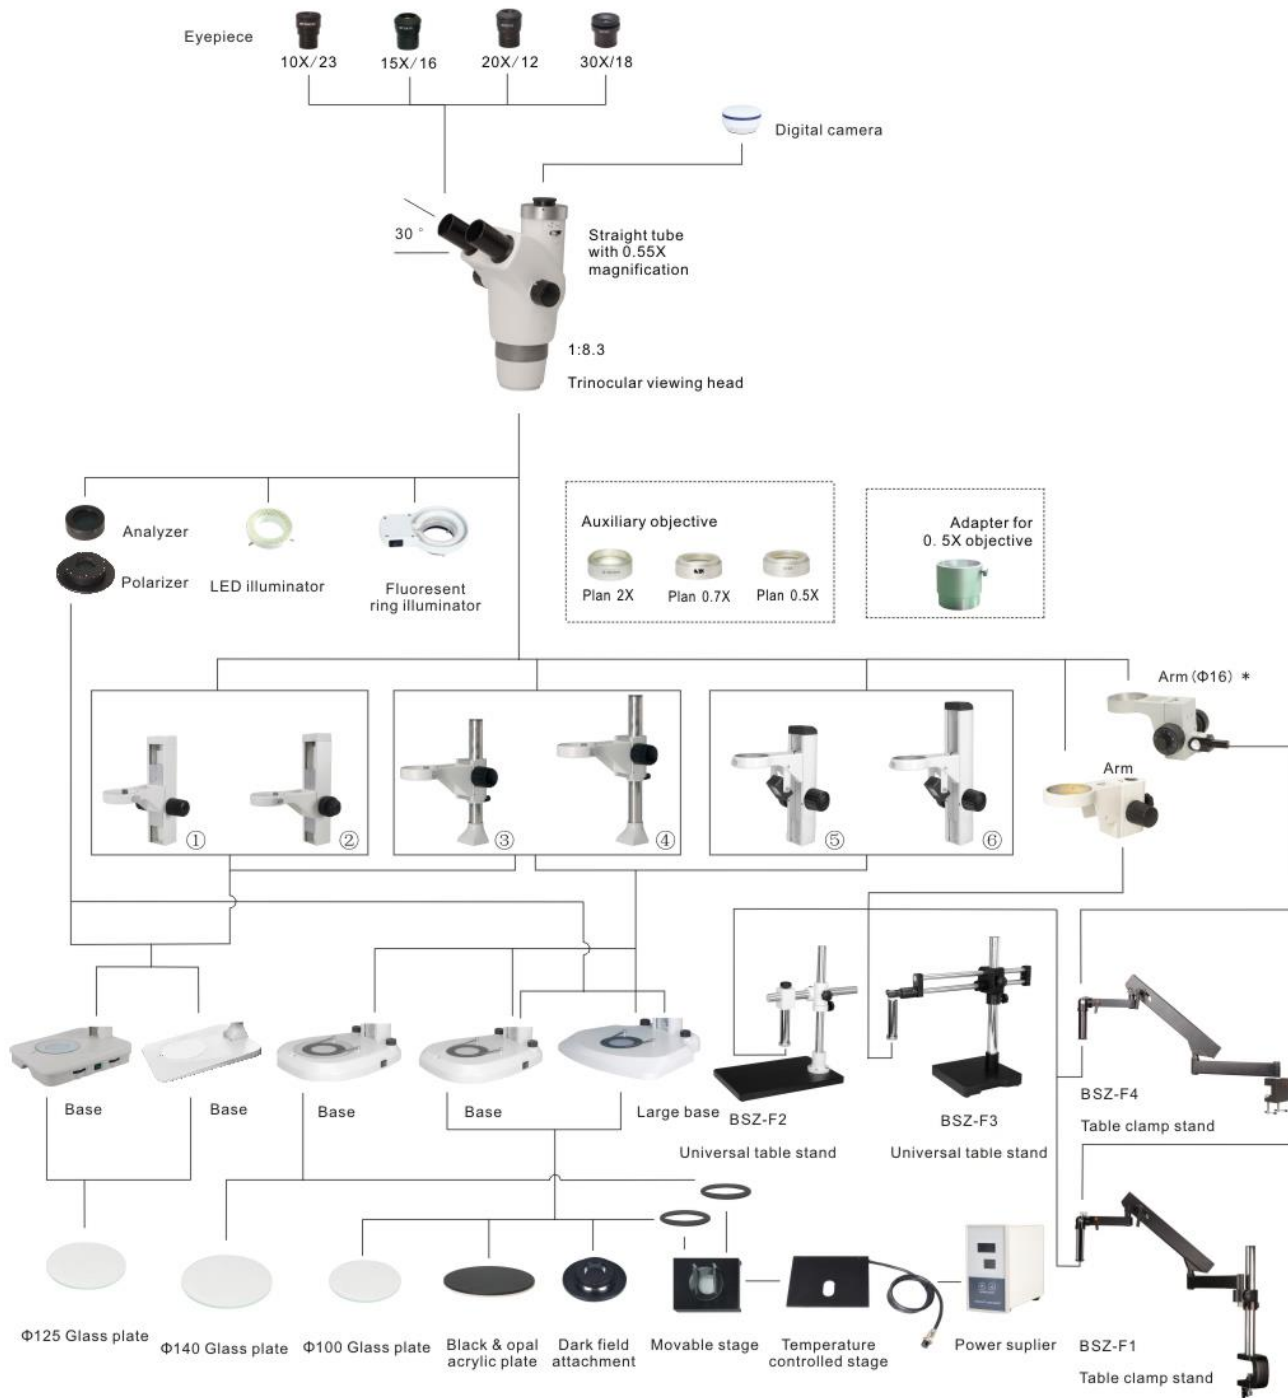 Eyepiece
10X/23
15X/16
20X/12
30X/18
Digital camera
30 °
Straight tube
with 0.55X
magnification
1:8.3
Trinocular viewing head
Analyzer
Polarizer
LED illuminator
Fluoresent
ring illuminator
Auxiliary objective
Plan 2X
Plan 0.7X
Plan 0.5X
Adapter for
0. 5X objective
Arm (Φ16) *
Arm
①
②
③
④
⑤
⑥
Base
Base
Base
Base
Large base
BSZ-F2
Universal table stand
BSZ-F3
Universal table stand
BSZ-F4
Table clamp stand
Φ125 Glass plate
Φ140 Glass plate
Φ100 Glass plate
Black & opal
acrylic plate
Dark field
attachment
Movable stage
Temperature
controlled stage
Power suplier
BSZ-F1
Table clamp stand